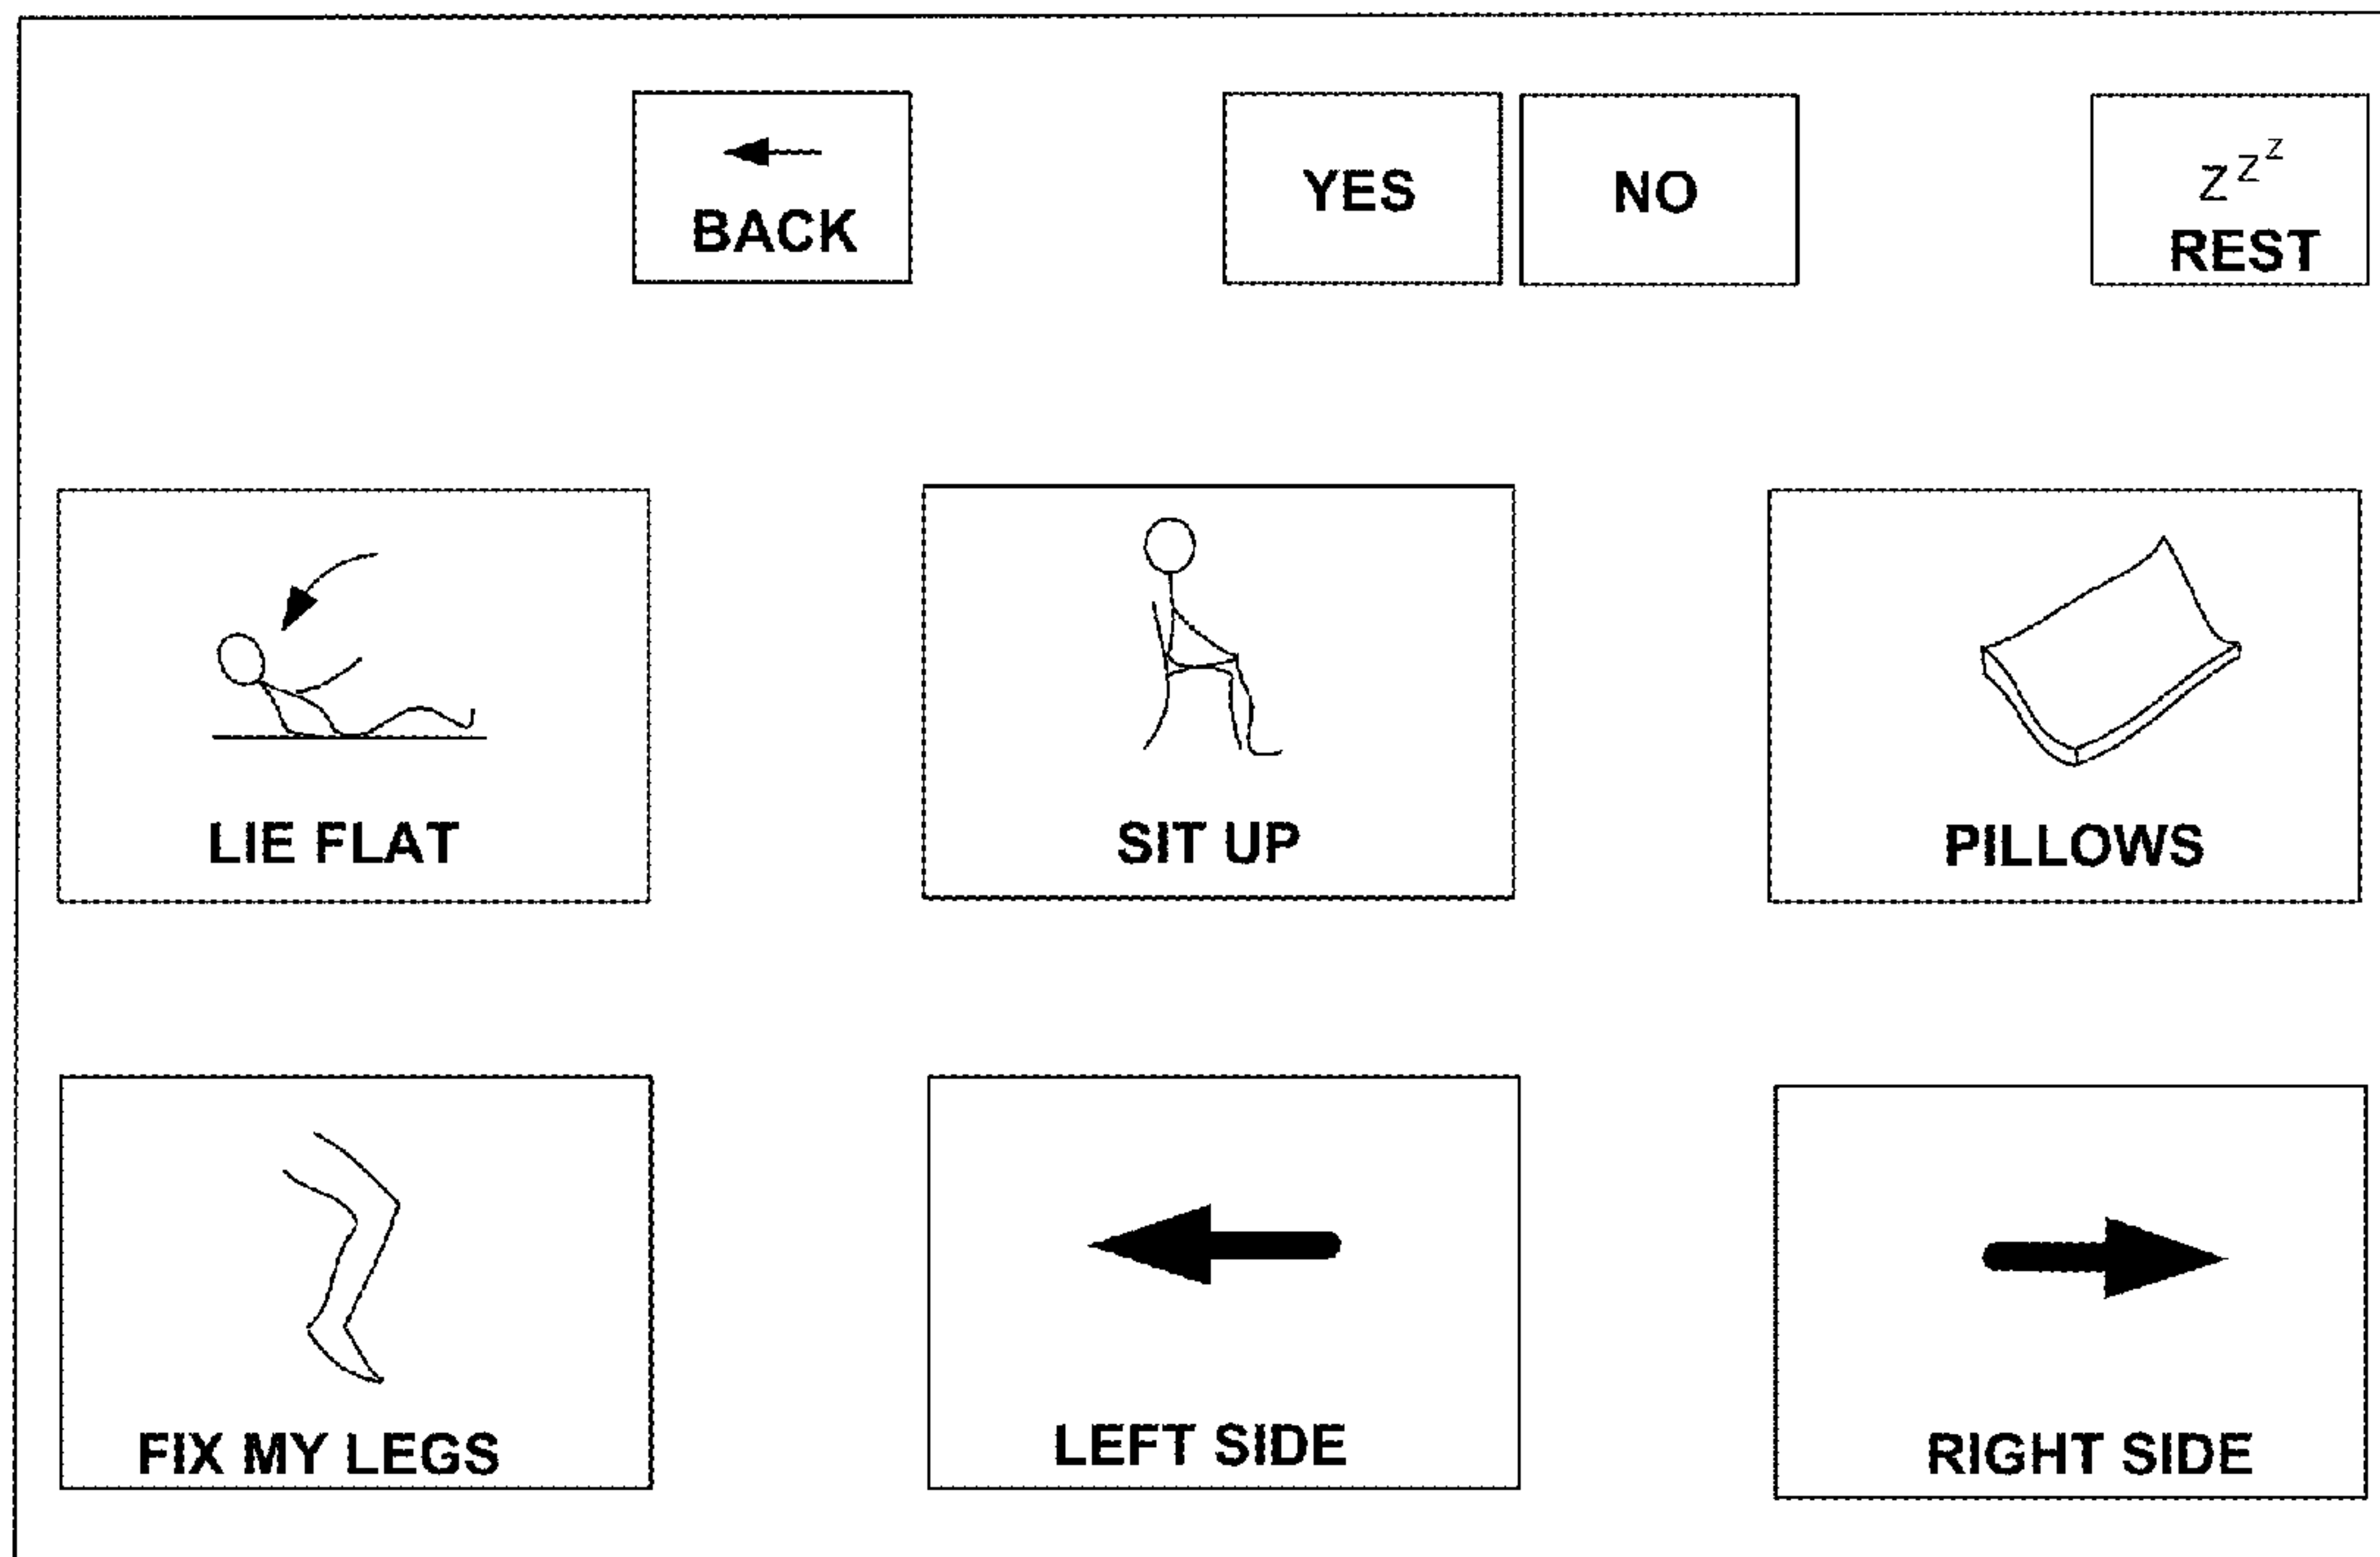 BACK
YES
NO
z z z
REST
LIE FLAT
SIT UP
PILLOWS
FIX MY LEGS
LEFT SIDE
RIGHT SIDE